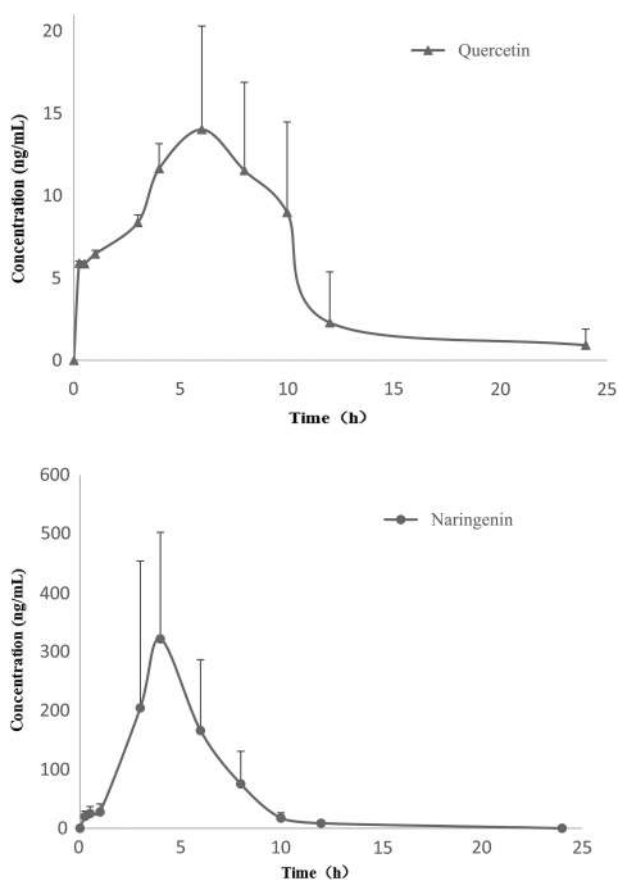 20
Quercetin
15
10
5
0
0 5 10 15 20 25
Concentration (ng/mL)
Time（h）
600
500
Naringenin
400
300
200
100
0
0 5 10 15 20 25
Concentration (ng/mL)
Time（h）